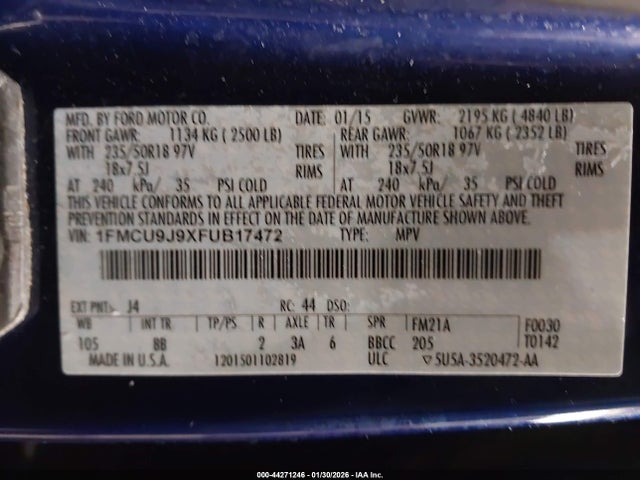 MFD. BY FORD MOTOR CO. DATE: 01/15 GVWR: 2195 KG ( 4840 LB)
FRONT GAWR: 1134 KG ( 2500 LB) REAR GAWR: 1067 KG ( 2352 LB)
WITH 235/50R18 97V TIRES WITH 235/50R18 97V TIRES
18x7.5J RIMS 18x7.5J RIMS
AT 240 kPa/ 35 PSI COLD AT 240 kPa/ 35 PSI COLD
THIS VEHICLE CONFORMS TO ALL APPLICABLE FEDERAL MOTOR VEHICLE SAFETY AND THEFT
PREVENTION STANDARDS IN EFFECT ON THE DATE OF MANUFACTURE SHOWN ABOVE.
VIN: 1FMCU9J9XFUB17472 TYPE: MPV
EXT PNT: J4 RC: 44 DSO:
WB INT TR TP/PS R AXLE TR SPR FM21A F0030
105 BB 2 3A 6 BBCC 205 T0142
MADE IN U.S.A. 1201501102819 ULC ▽5U5A-3520472-AA
000-44271246 - 01/30/2026 - IAA Inc.